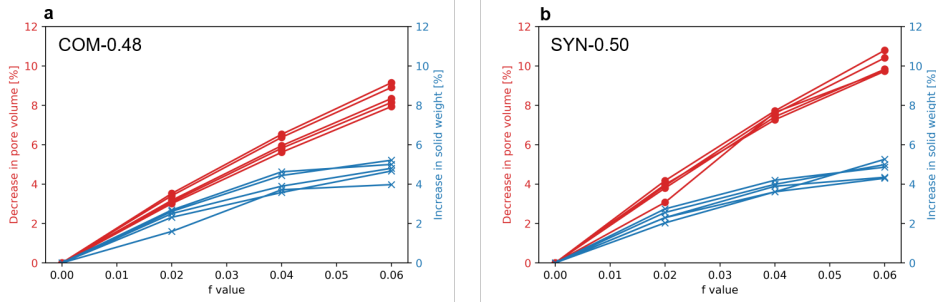 a
COM-0.48
Decrease in pore volume [%]
0 2 4 6 8 10 12
0.00 0.01 0.02 0.03 0.04 0.05 0.06
f value
0 2 4 6 8 10 12
Increase in solid weight [%]
b
SYN-0.50
Decrease in pore volume [%]
0 2 4 6 8 10 12
0.00 0.01 0.02 0.03 0.04 0.05 0.06
f value
0 2 4 6 8 10 12
Increase in solid weight [%]